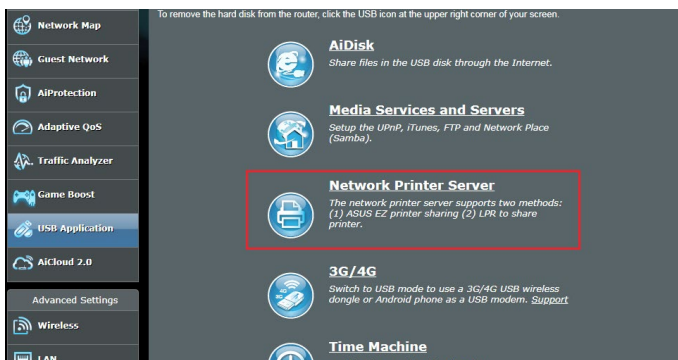 To remove the hard disk from the router, click the USB icon at the upper right corner of your screen.
Network Map
Guest Network
AiProtection
Adaptive QoS
Traffic Analyzer
Game Boost
USB Application
AiCloud 2.0
Advanced Settings
Wireless
LAN
AiDisk
Share files in the USB disk through the Internet.
Media Services and Servers
Setup the UPnP, iTunes, FTP and Network Place
(Samba).
Network Printer Server
The network printer server supports two methods:
(1) ASUS EZ printer sharing (2) LPR to share
printer.
3G/4G
4G
3G
Switch to USB mode to use a 3G/4G USB wireless
dongle or Android phone as a USB modem. Support
Time Machine